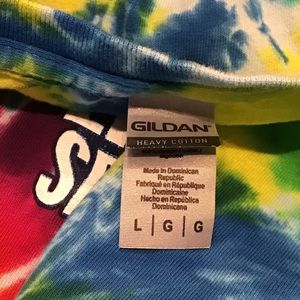 GILDAN
HEAVY COTTON
Made in Dominican
Republic
Fabriqué en République
Dominicaine
Hecho en República
Dominicana
L | G | G